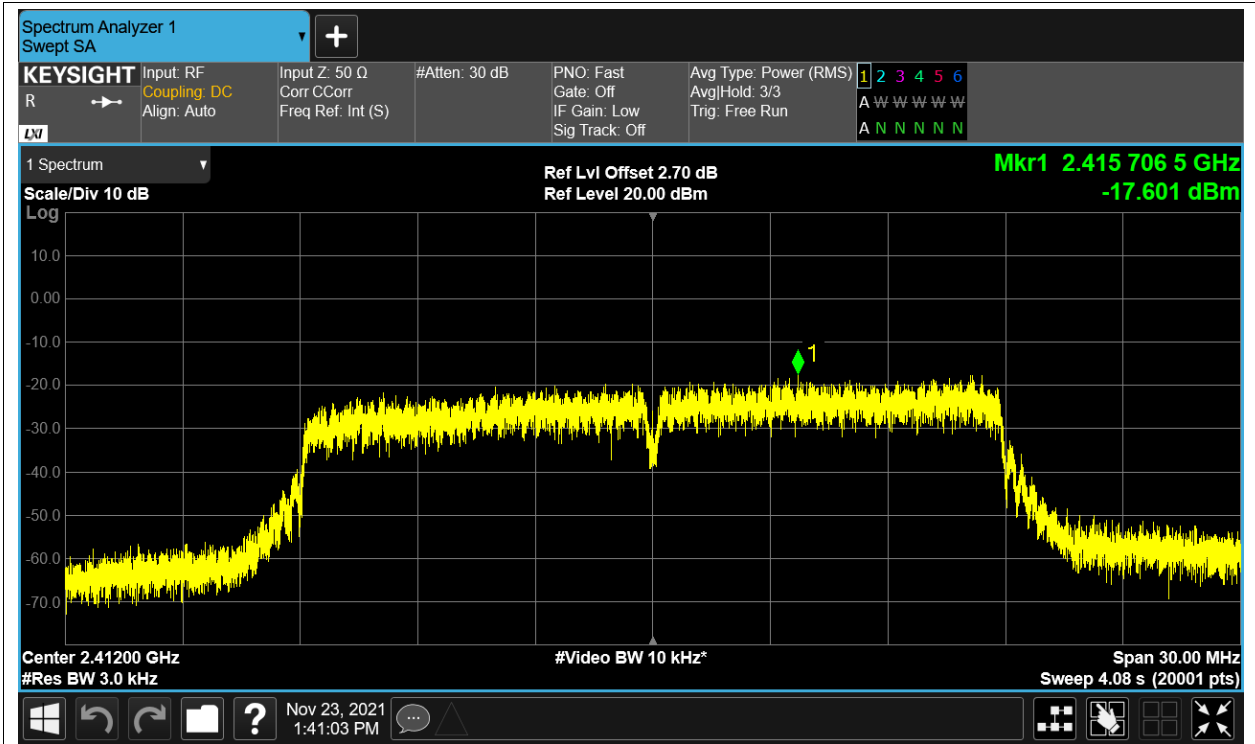 Spectrum Analyzer 1
Swept SA
KEYSIGHT
R
LXI
Input: RF
Coupling: DC
Align: Auto
Input Z: 50 Ω
Corr CCorr
Freq Ref: Int (S)
#Atten: 30 dB
PNO: Fast
Gate: Off
IF Gain: Low
Sig Track: Off
Avg Type: Power (RMS)
Avg|Hold: 3/3
Trig: Free Run
1 2 3 4 5 6
A W W W W W
A N N N N N
1 Spectrum
Scale/Div 10 dB
Log
Ref Lvl Offset 2.70 dB
Ref Level 20.00 dBm
Mkr1 2.415 706 5 GHz
-17.601 dBm
10.0
0.00
-10.0
-20.0
-30.0
-40.0
-50.0
-60.0
-70.0
1
Center 2.41200 GHz
#Res BW 3.0 kHz
#Video BW 10 kHz*
Span 30.00 MHz
Sweep 4.08 s (20001 pts)
?
Nov 23, 2021
1:41:03 PM